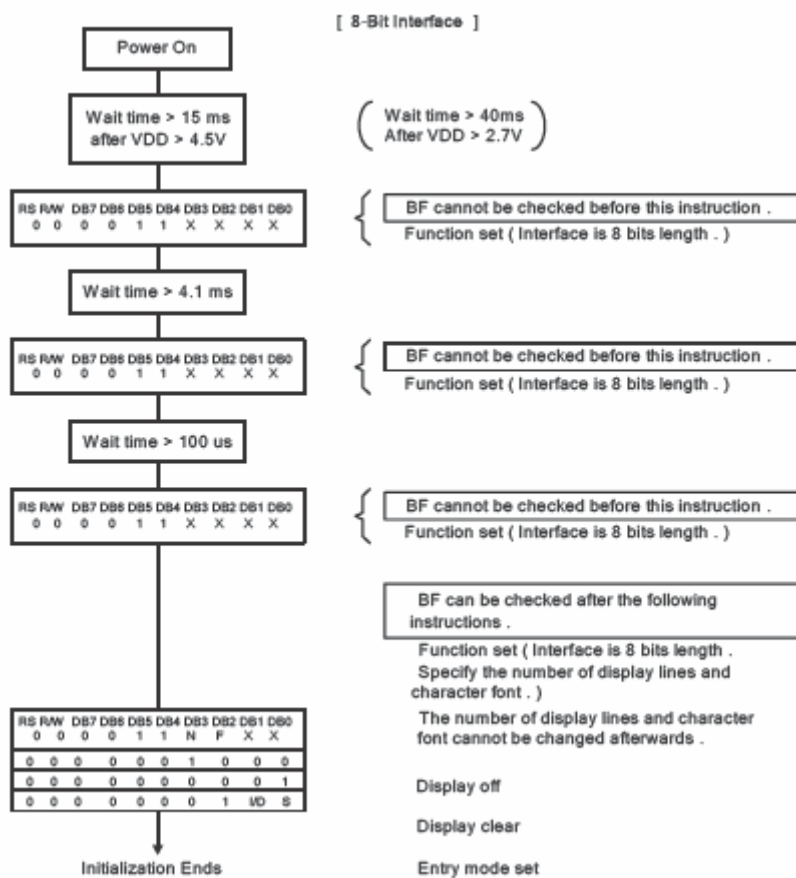 [ 8-Bit Interface ]
Power On
Wait time > 15 ms
after VDD > 4.5V
Wait time > 40ms
After VDD > 2.7V
RS R/W DB7 DB6 DB5 DB4 DB3 DB2 DB1 DB0
0 0 0 0 1 1 X X X X
BF cannot be checked before this instruction .
Function set ( Interface is 8 bits length . )
Wait time > 4.1 ms
RS R/W DB7 DB6 DB5 DB4 DB3 DB2 DB1 DB0
0 0 0 0 1 1 X X X X
BF cannot be checked before this instruction .
Function set ( Interface is 8 bits length . )
Wait time > 100 us
RS R/W DB7 DB6 DB5 DB4 DB3 DB2 DB1 DB0
0 0 0 0 1 1 X X X X
BF cannot be checked before this instruction .
Function set ( Interface is 8 bits length . )
BF can be checked after the following
instructions .
Function set ( Interface is 8 bits length .
Specify the number of display lines and
character font . )
The number of display lines and character
font cannot be changed afterwards .
RS R/W DB7 DB6 DB5 DB4 DB3 DB2 DB1 DB0
0 0 0 0 1 1 N F X X
0 0 0 0 0 0 1 0 0 0
0 0 0 0 0 0 0 0 0 1
0 0 0 0 0 0 0 1 I/D S
Display off
Display clear
Entry mode set
Initialization Ends